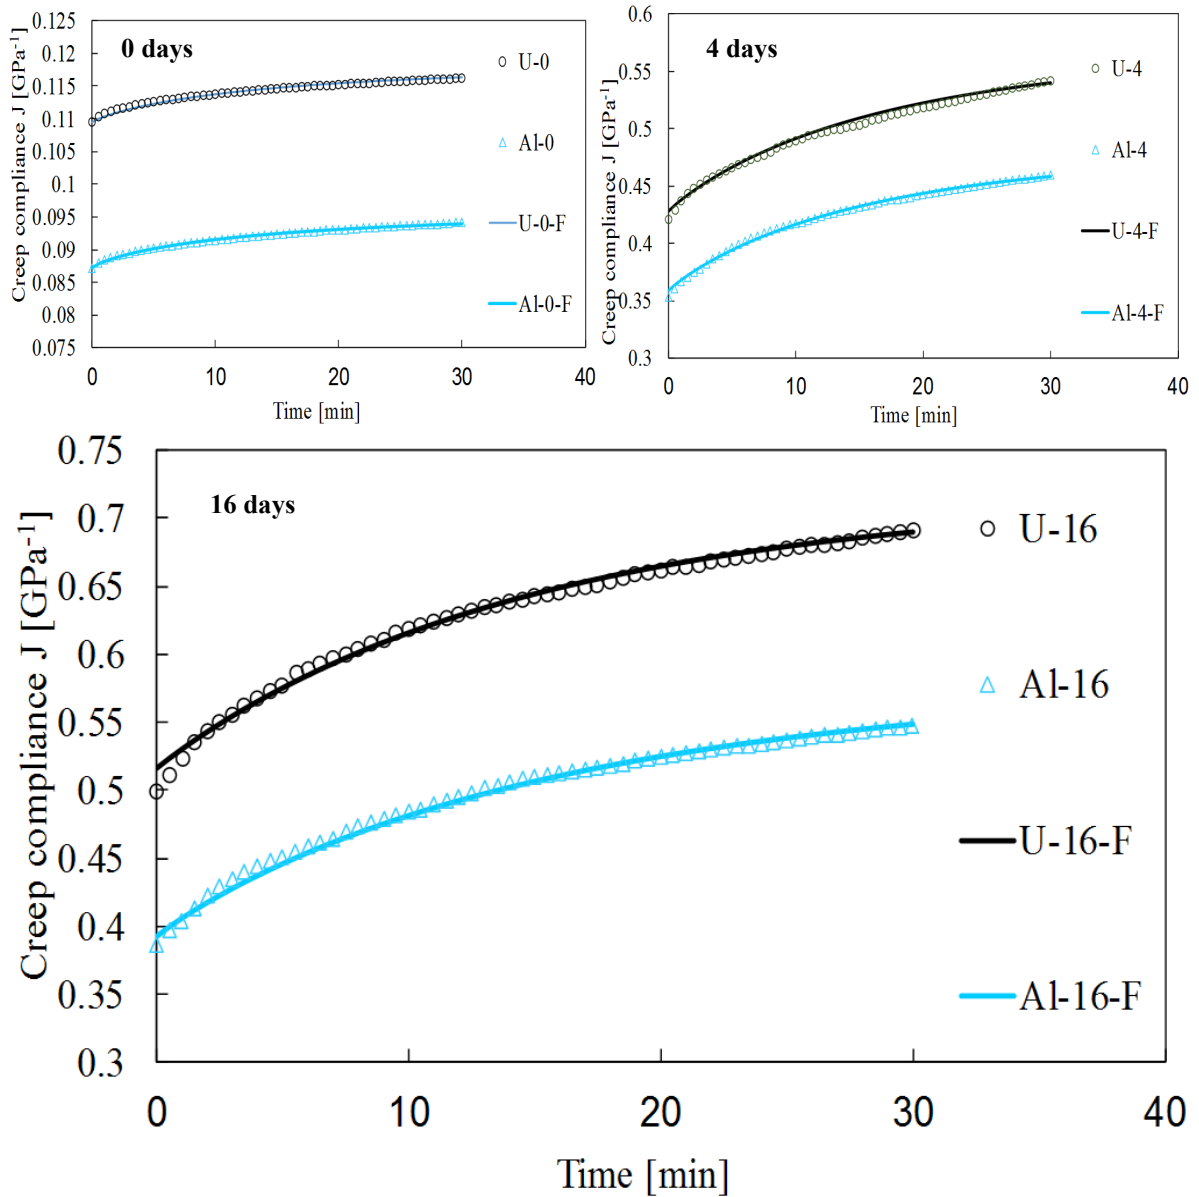 0 days
Creep compliance J [GPa-1]
0.125
0.12
0.115
0.11
0.105
0.1
0.095
0.09
0.085
0.08
0.075
0 10 20 30 40
Time [min]
U-0
Al-0
U-0-F
Al-0-F
4 days
Creep compliance J [GPa-1]
0.6
0.55
0.5
0.45
0.4
0.35
0.3
0 10 20 30 40
Time [min]
U-4
Al-4
U-4-F
Al-4-F
16 days
Creep compliance J [GPa-1]
0.75
0.7
0.65
0.6
0.55
0.5
0.45
0.4
0.35
0.3
0 10 20 30 40
Time [min]
U-16
Al-16
U-16-F
Al-16-F